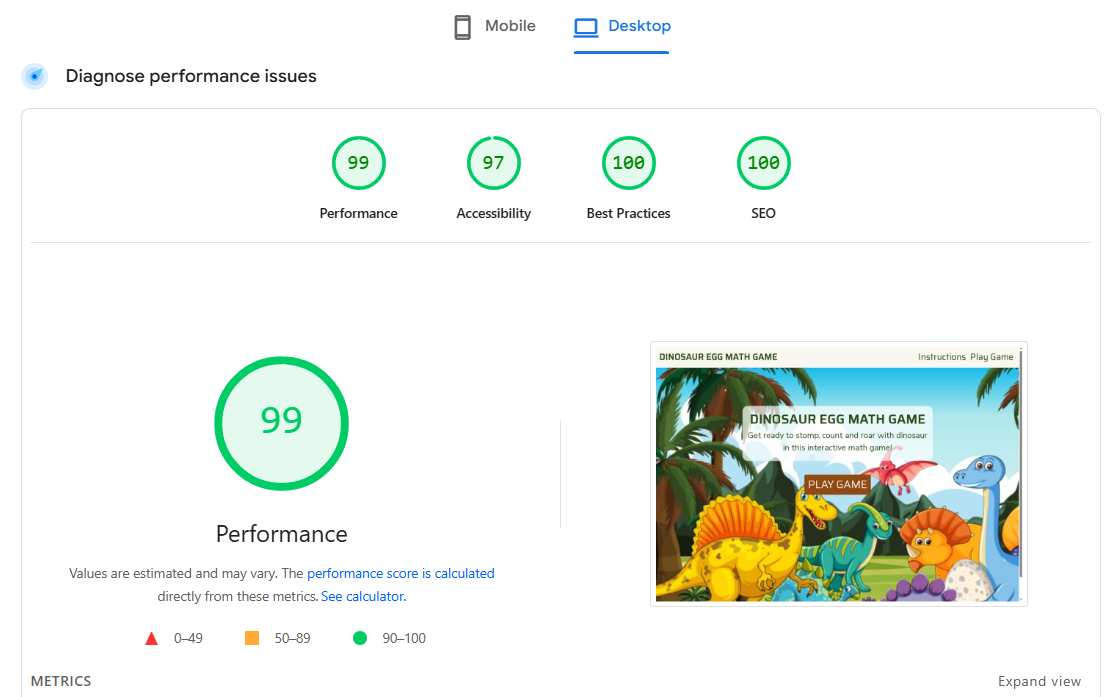 Mobile
Desktop
Diagnose performance issues
99
97
100
100
Performance
Accessibility
Best Practices
SEO
99
Performance
Values are estimated and may vary. The performance score is calculated
directly from these metrics. See calculator.
0–49
50–89
90–100
DINOSAUR EGG MATH GAME
Instructions Play Game
DINOSAUR EGG MATH GAME
Get ready to stomp, count and roar with dinosaur
in this interactive math game!
PLAY GAME
METRICS
Expand view